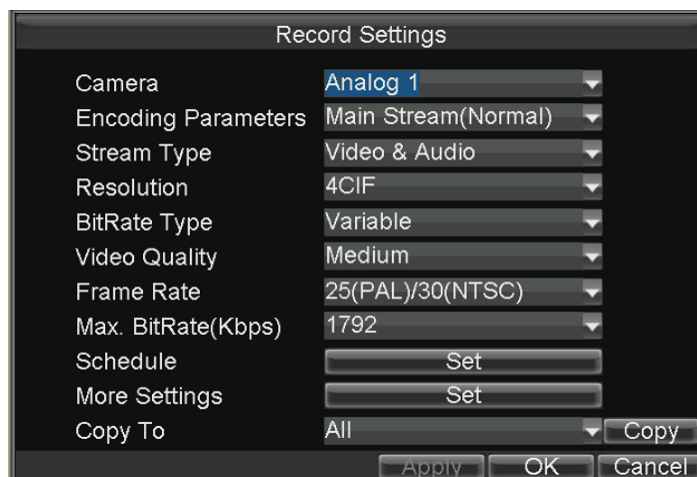 Record Settings
Camera Analog 1
Encoding Parameters Main Stream(Normal)
Stream Type Video & Audio
Resolution 4CIF
BitRate Type Variable
Video Quality Medium
Frame Rate 25(PAL)/30(NTSC)
Max. BitRate(Kbps) 1792
Schedule Set
More Settings Set
Copy To All Copy
Apply OK Cancel